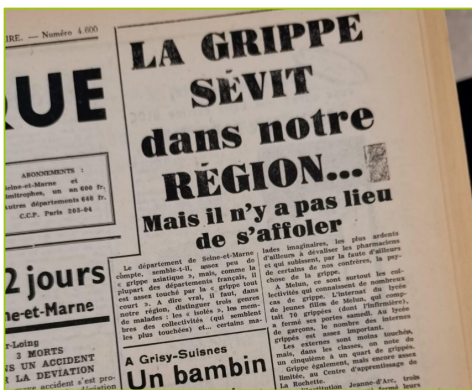 IRE. — Numéro 4.600
QUE
ABONNEMENTS :
Seine-et-Marne et
limitrophes, un an 600 fr.
Autres départements 640 fr.
C.C.P. Paris 265-04
2 jours
ne-et-Marne
r-Loing
3 MORTS
NS UN ACCIDENT
LA DEVIATION
LA GRIPPE
SÉVIT
dans notre
RÉGION...
Mais il n'y a pas lieu
de s'affoler
Le département de Seine-et-Marne
compte, semble-t-il, assez peu de
« grippe asiatique », mais, comme la
plupart des départements français, il
est assez touché par la « grippe tout
court ». A dire vrai, il faut, dans
notre région, distinguer trois genres
de malades : les « isolés », les mem-
bres des collectivités (qui semblent
les plus touchées) et... certains ma-
lades imaginaires, les plus ardents
d'ailleurs à dévaliser les pharmaciens
et qui subissent, par la faute d'ailleurs
de certains de nos confrères, la psy-
chose de la grippe.
A Melun, ce sont surtout les col-
lectivités qui connaissent de nombreux
cas de grippe. L'internat du lycée
de jeunes filles de Melun, qui comp-
tait 70 grippées (dont l'infirmière),
a fermé ses portes samedi. Au lycée
de garçons, le nombre des internes
grippés est assez important.
Les externes sont moins touchés,
mais, dans les classes, on note de
un cinquième à un quart de grippés.
Grippe également, mais encore assez
limitée, au Centre d'apprentissage de
La Rochette.
Jeanne-d'Arc, trois
A Grisy-Suisnes
Un bambin